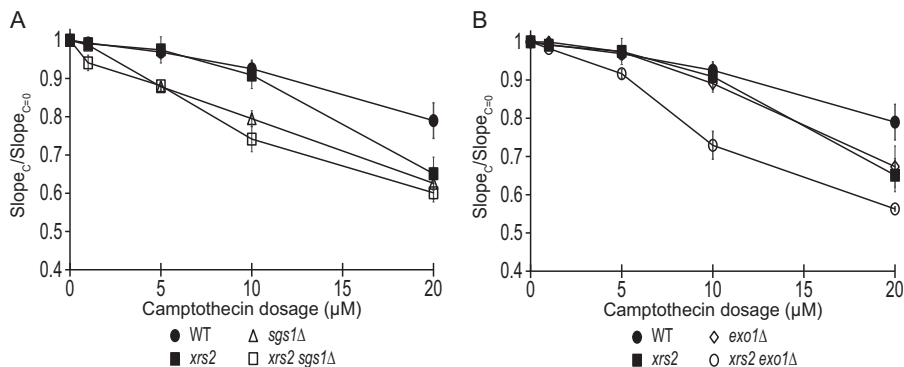 A
1
0.9
0.8
0.7
0.6
0.5
0.4
Slope_C/Slope_C=0
0 5 10 15 20
Camptothecin dosage (µM)
WT sgs1Δ
xrs2 xrs2 sgs1Δ
B
1
0.9
0.8
0.7
0.6
0.5
0.4
Slope_C/Slope_C=0
0 5 10 15 20
Camptothecin dosage (µM)
WT exo1Δ
xrs2 xrs2 exo1Δ